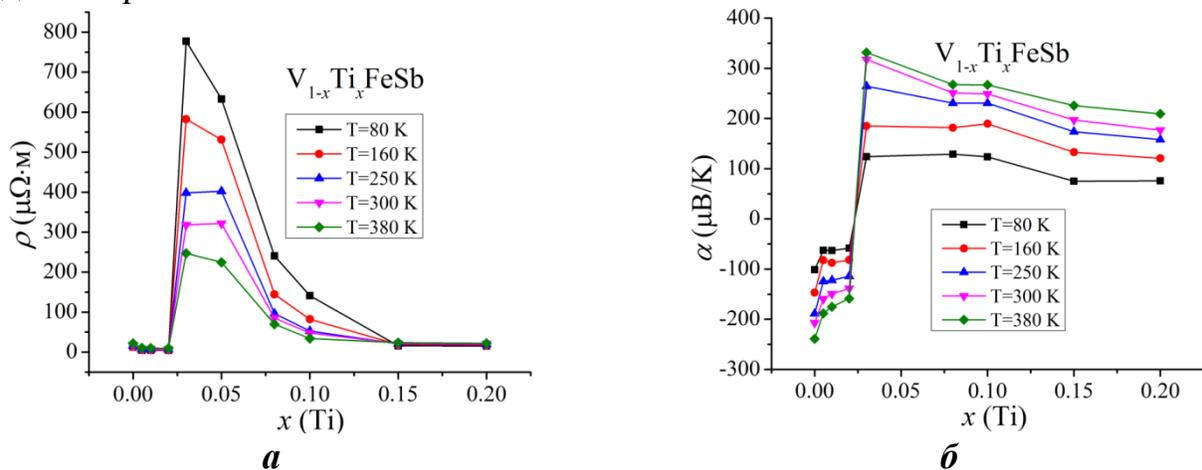 800
700
600
500
400
300
200
100
0
ρ (μΩ·м)
V1-xTixFeSb
T=80 K
T=160 K
T=250 K
T=300 K
T=380 K
0.00 0.05 0.10 0.15 0.20
x (Ti)
а
400
300
200
100
0
-100
-200
-300
α (μВ/K)
V1-xTixFeSb
T=80 K
T=160 K
T=250 K
T=300 K
T=380 K
0.00 0.05 0.10 0.15 0.20
x (Ti)
б